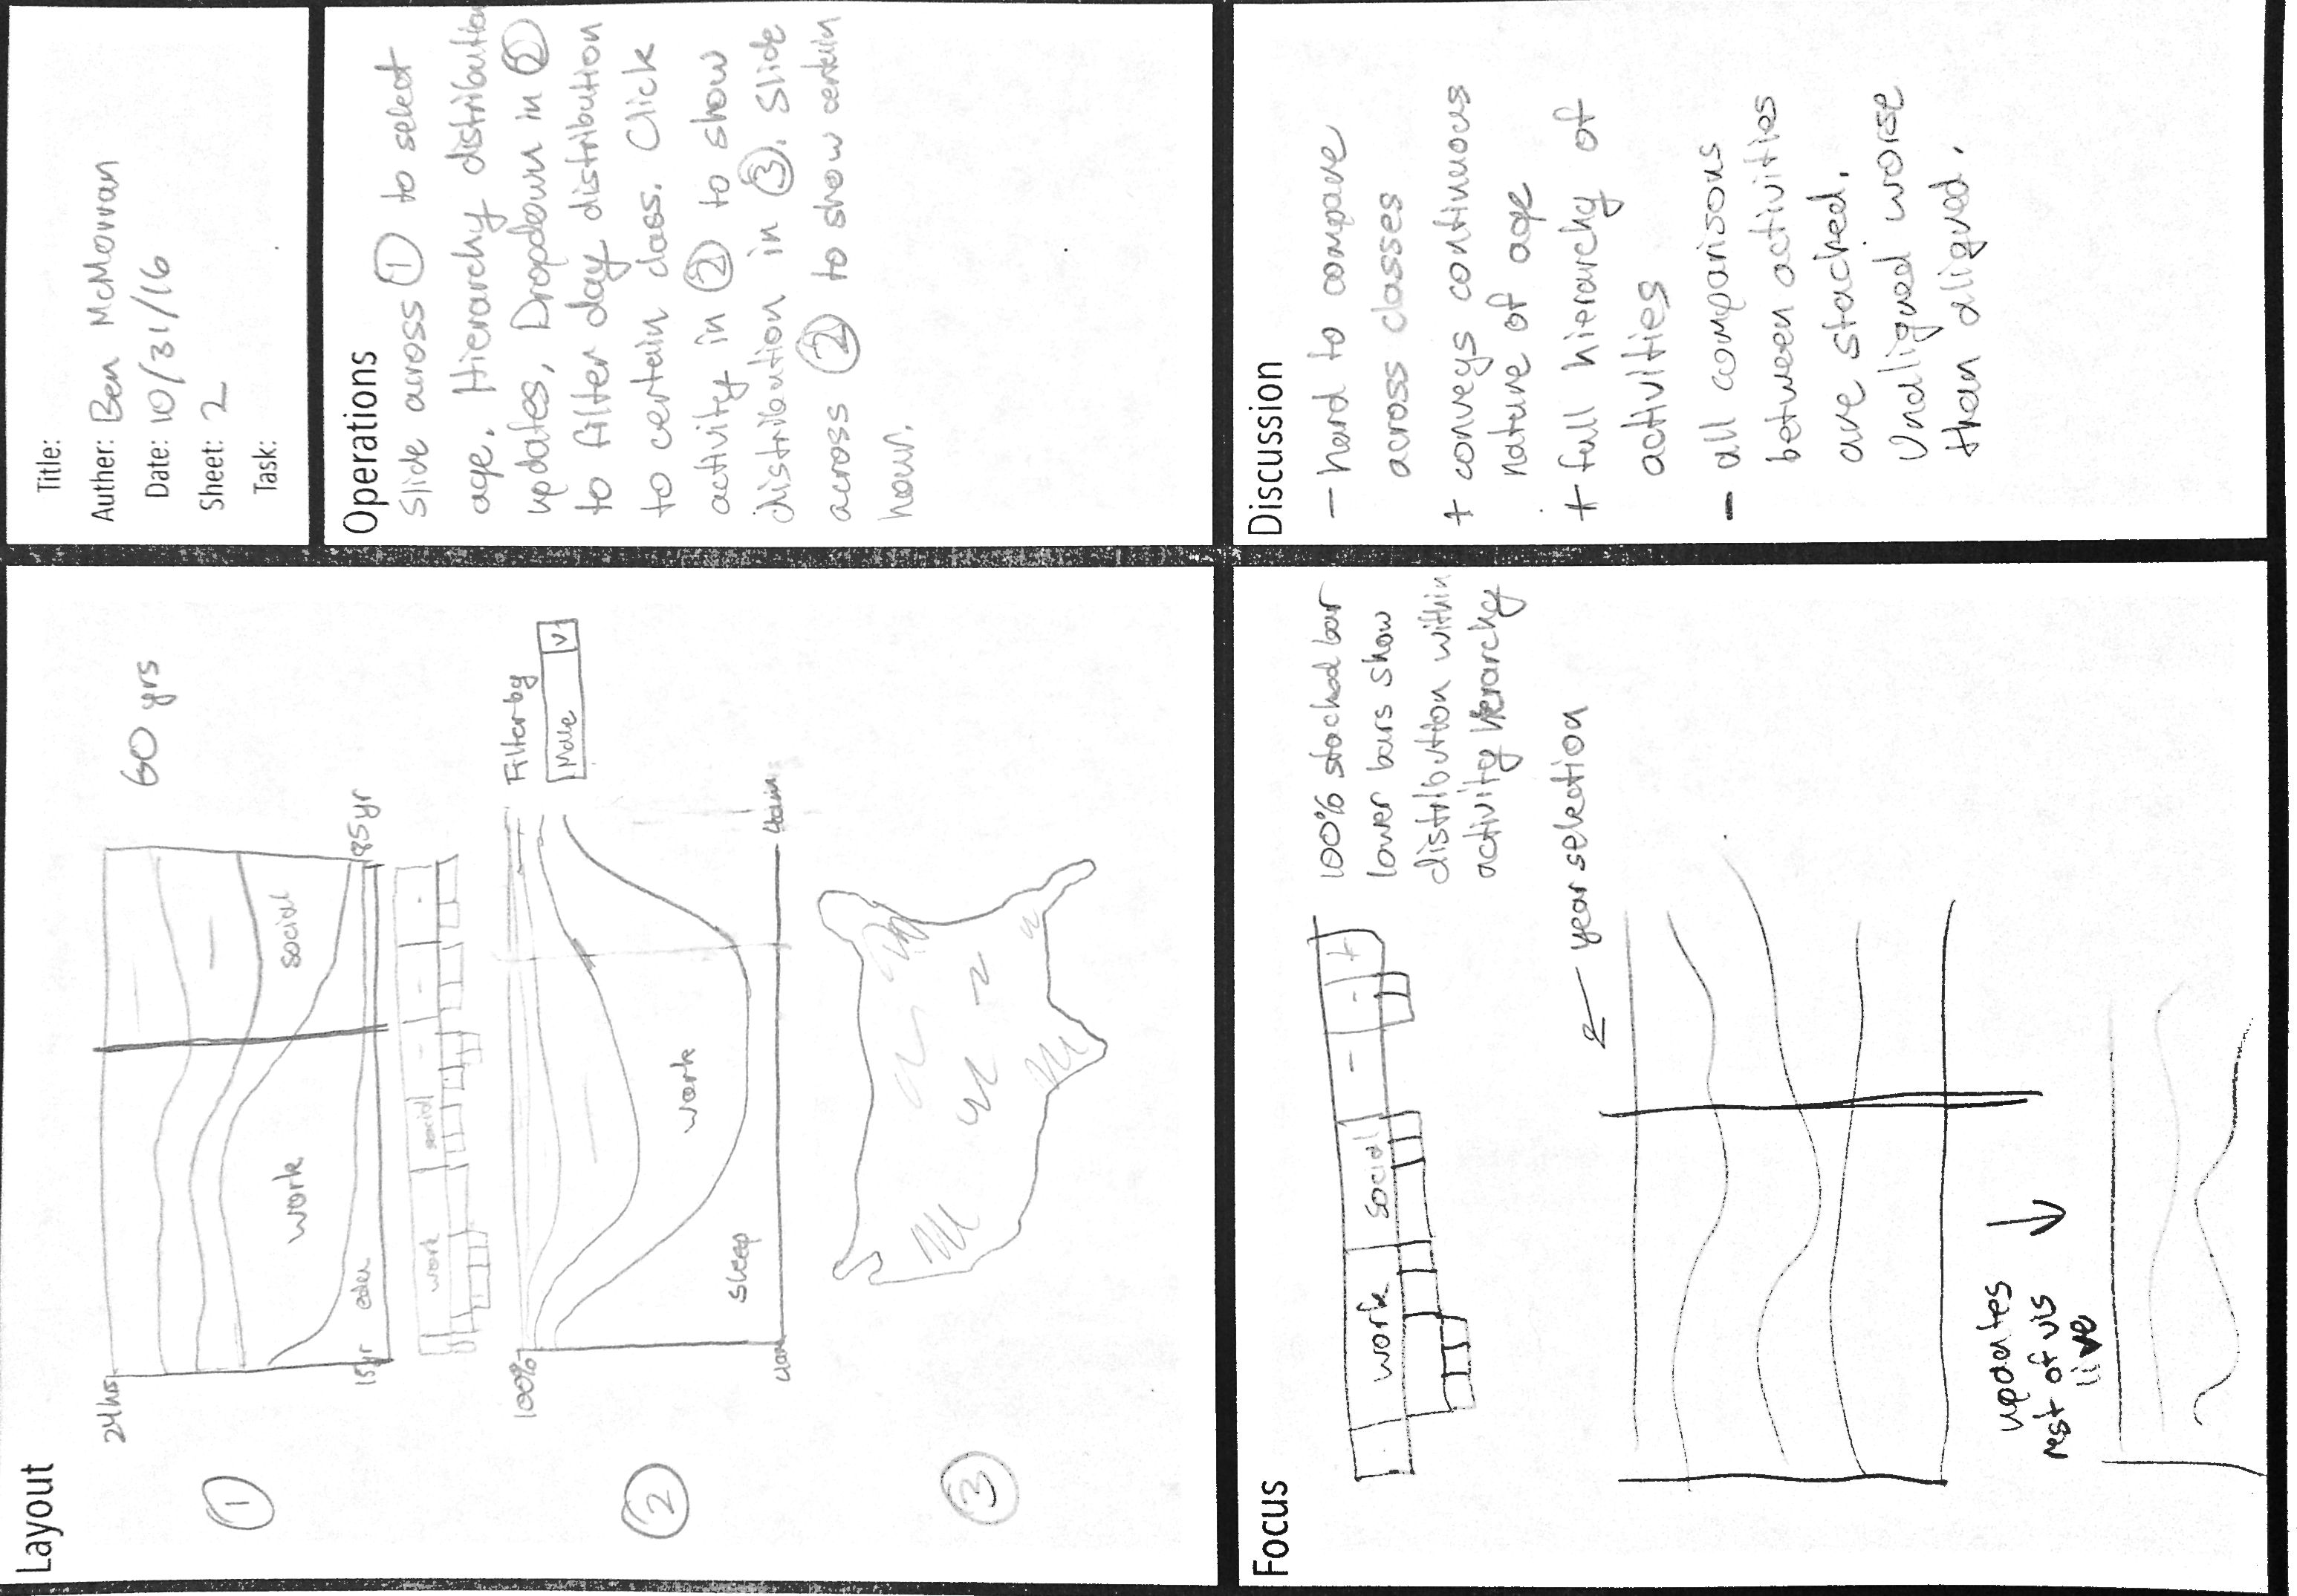 Layout
1
24hrs
60 yrs
work
social
educ
15yr
85yr
work
social
2
100%
Filter by
Male V
work
sleep
4am
4am
3
Title:
Auther: Ben McMorran
Date: 10/31/16
Sheet: 2
Task:
Operations
Slide across 1 to select
age. Hierarchy distribution
updates, Dropdown in 2
to filter day distribution
to certain class. Click
activity in 2 to show
distribution in 3. Slide
across 2 to show certain
hour.
Focus
work
social
+
100% stacked bar
lower bars show
distribution within
activity hierarchy
← year selection
updates
rest of vis
live
Discussion
- hard to compare
across classes
+ conveys continuous
nature of age
+ full hierarchy of
activities
- all comparisons
between activities
are stacked.
Unaligned worse
than aligned.